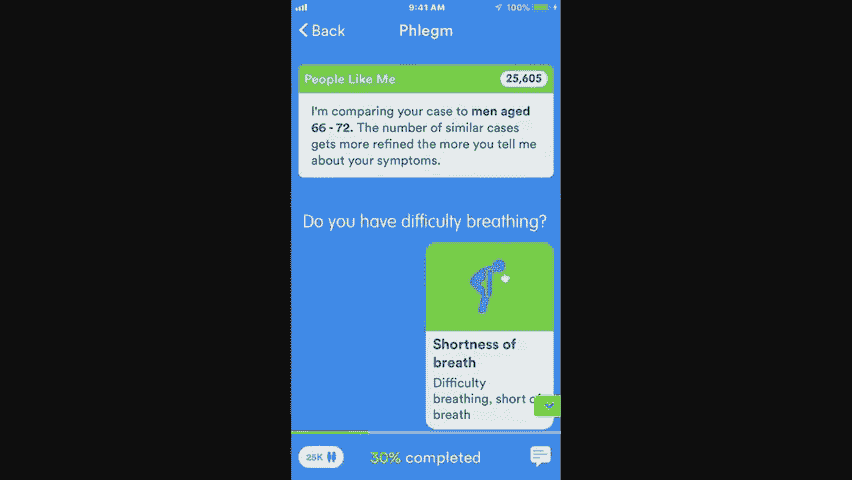 9:41 AM
100%
Back
Phlegm
People Like Me
25,605
I'm comparing your case to men aged
66 - 72. The number of similar cases
gets more refined the more you tell me
about your symptoms.
Do you have difficulty breathing?
Shortness of
breath
Difficulty
breathing, short
breath
25K
30% completed